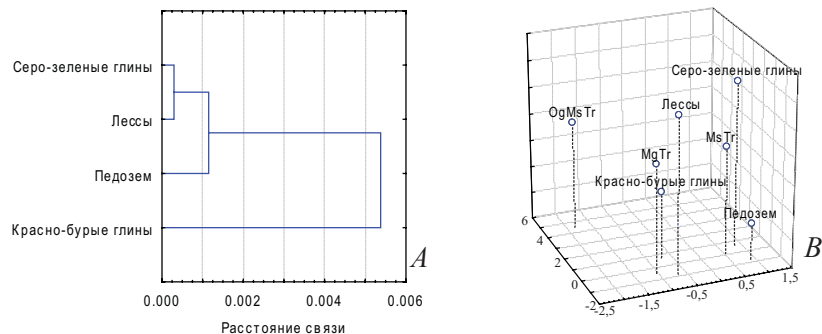 Серо-зеленые глины
Лессы
Педозем
Красно-бурые глины
0.000 0.002 0.004 0.006
Расстояние связи
A
Серо-зеленые глины
OgMsTr
Лессы
MsTr
MgTr
Красно-бурые глины
Педозем
6
4
2
0
-2
-2,5
-1,5
-0,5
0,5
1,5
B